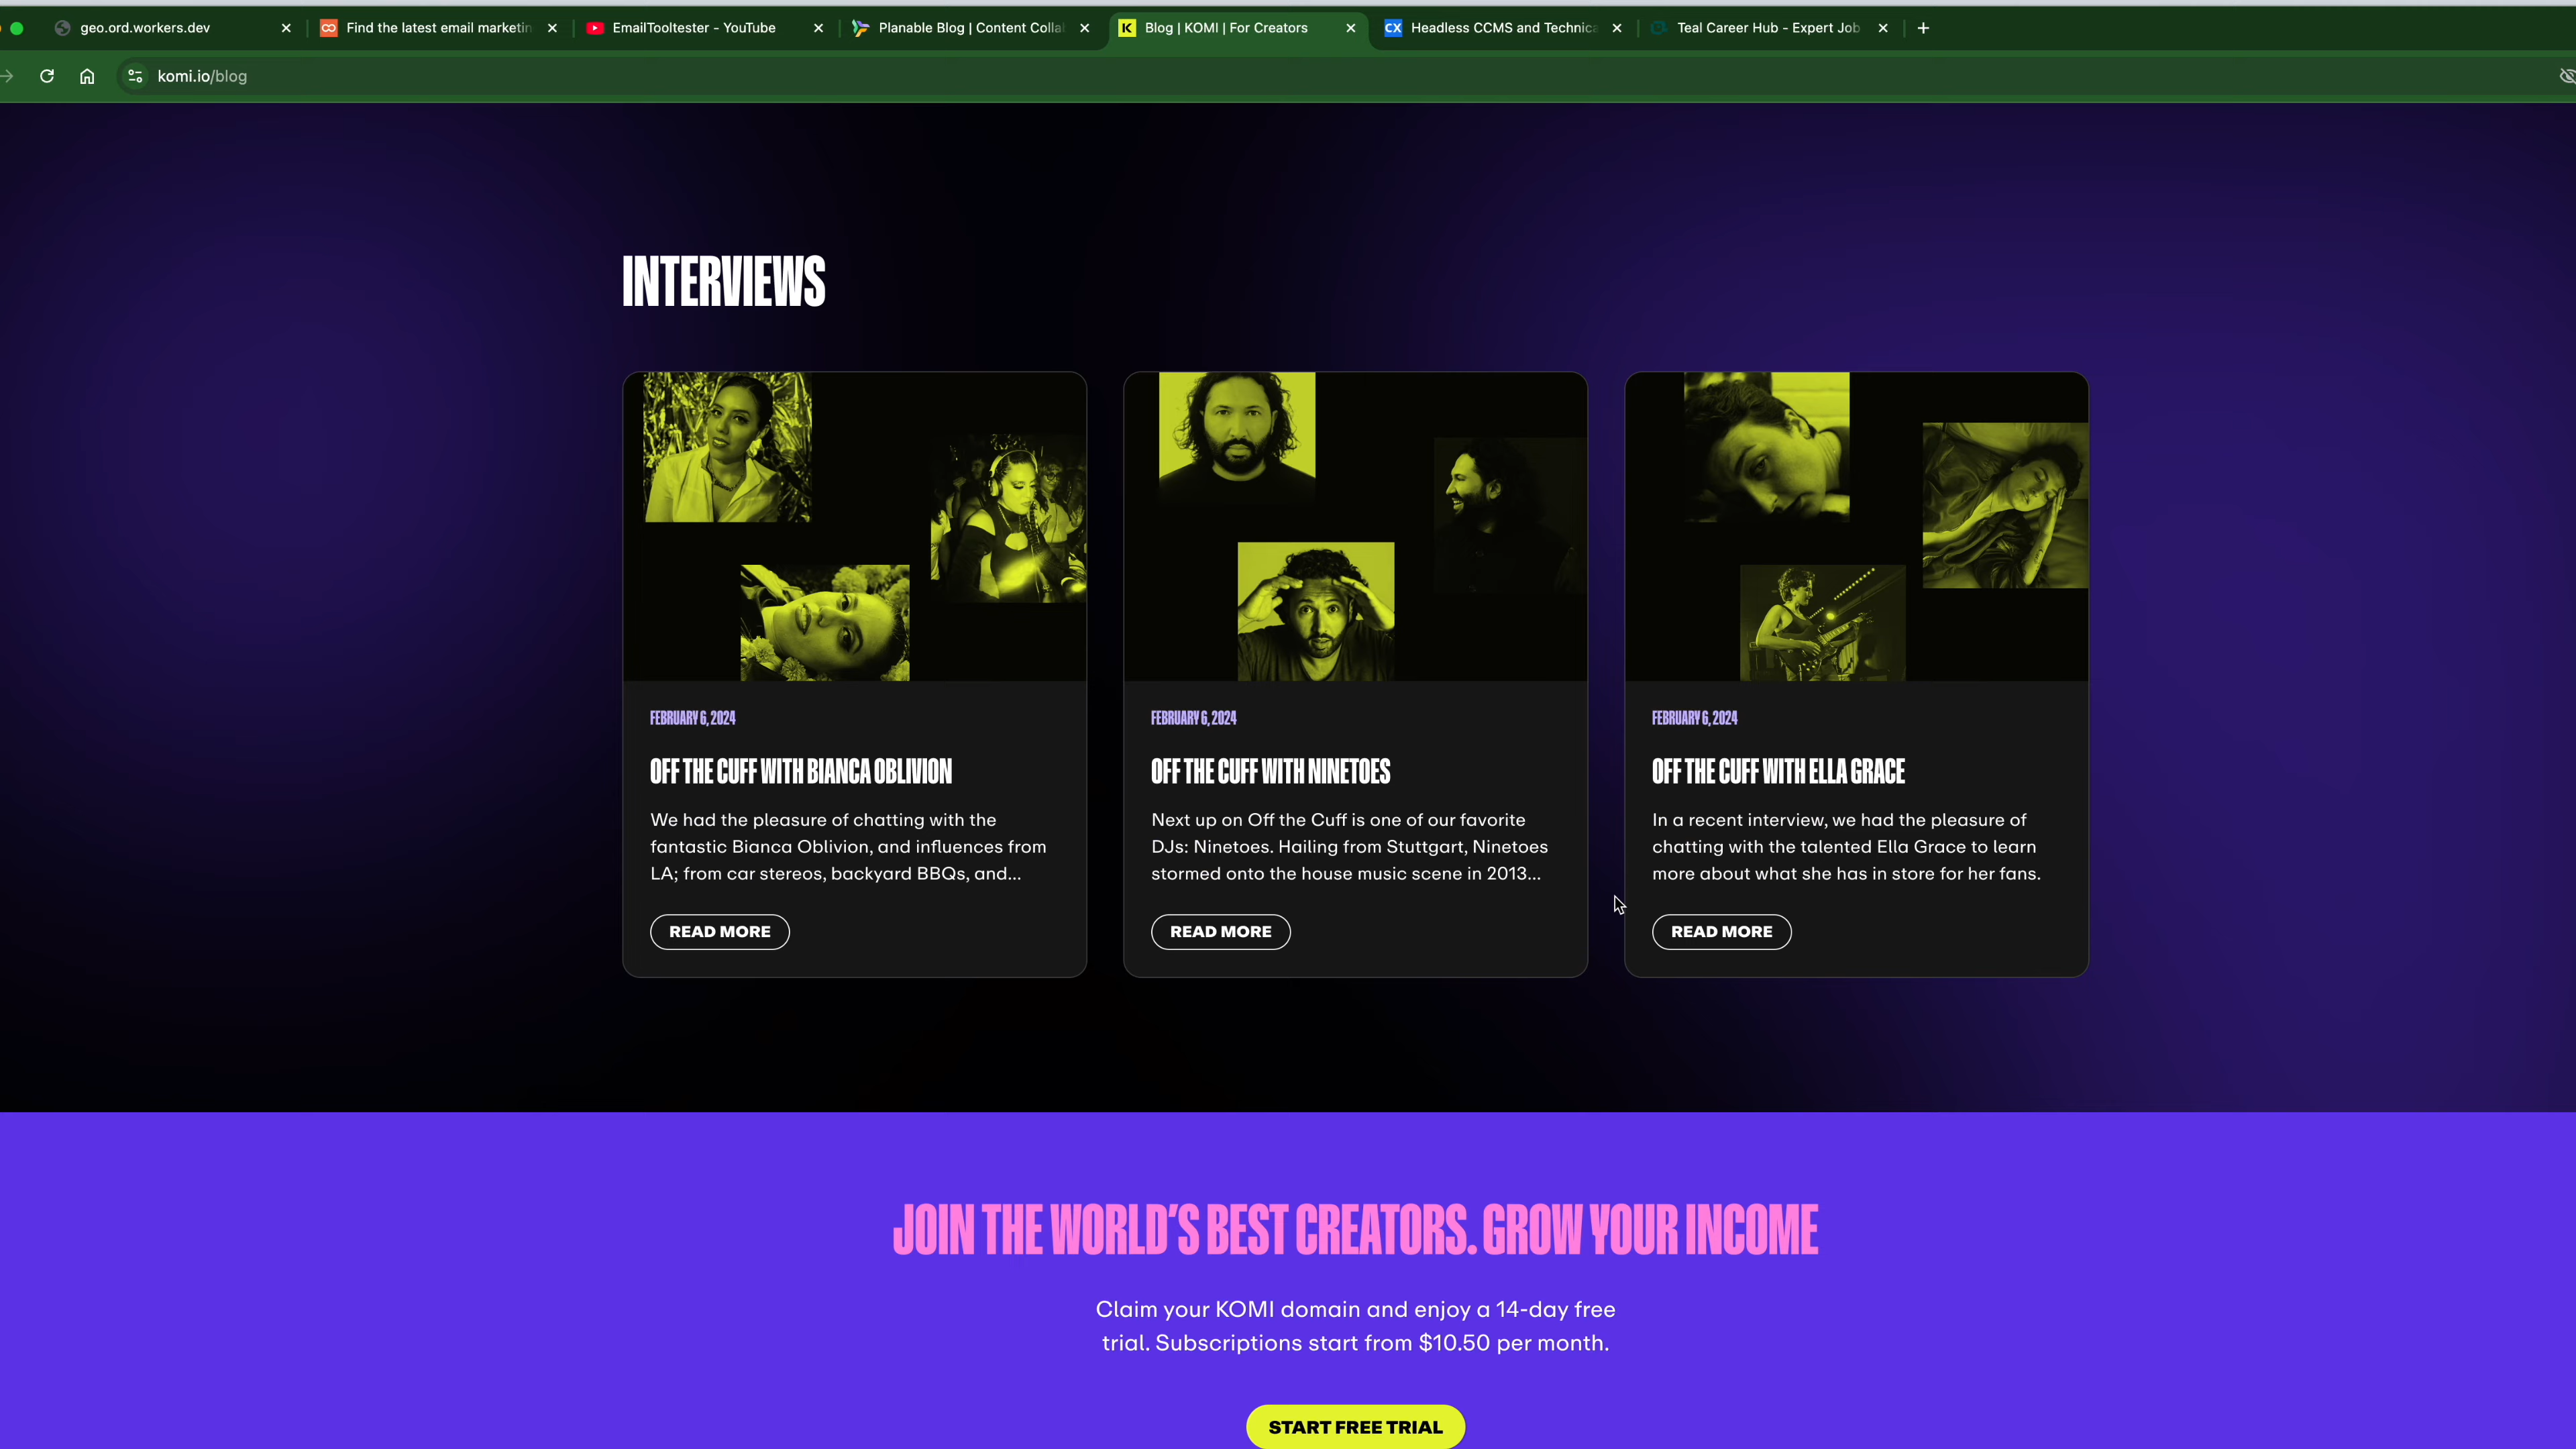 geo.ord.workers.dev
Find the latest email marketin
EmailTooltester - YouTube
Planable Blog | Content Colla
K
Blog | KOMI | For Creators
CX
Headless CCMS and Technica
Teal Career Hub - Expert Job
komi.io/blog
INTERVIEWS
FEBRUARY 6, 2024
OFF THE CUFF WITH BIANCA OBLIVION
We had the pleasure of chatting with the
fantastic Bianca Oblivion, and influences from
LA; from car stereos, backyard BBQs, and...
READ MORE
FEBRUARY 6, 2024
OFF THE CUFF WITH NINETOES
Next up on Off the Cuff is one of our favorite
DJs: Ninetoes. Hailing from Stuttgart, Ninetoes
stormed onto the house music scene in 2013...
READ MORE
FEBRUARY 6, 2024
OFF THE CUFF WITH ELLA GRACE
In a recent interview, we had the pleasure of
chatting with the talented Ella Grace to learn
more about what she has in store for her fans.
READ MORE
JOIN THE WORLD'S BEST CREATORS. GROW YOUR INCOME
Claim your KOMI domain and enjoy a 14-day free
trial. Subscriptions start from $10.50 per month.
START FREE TRIAL